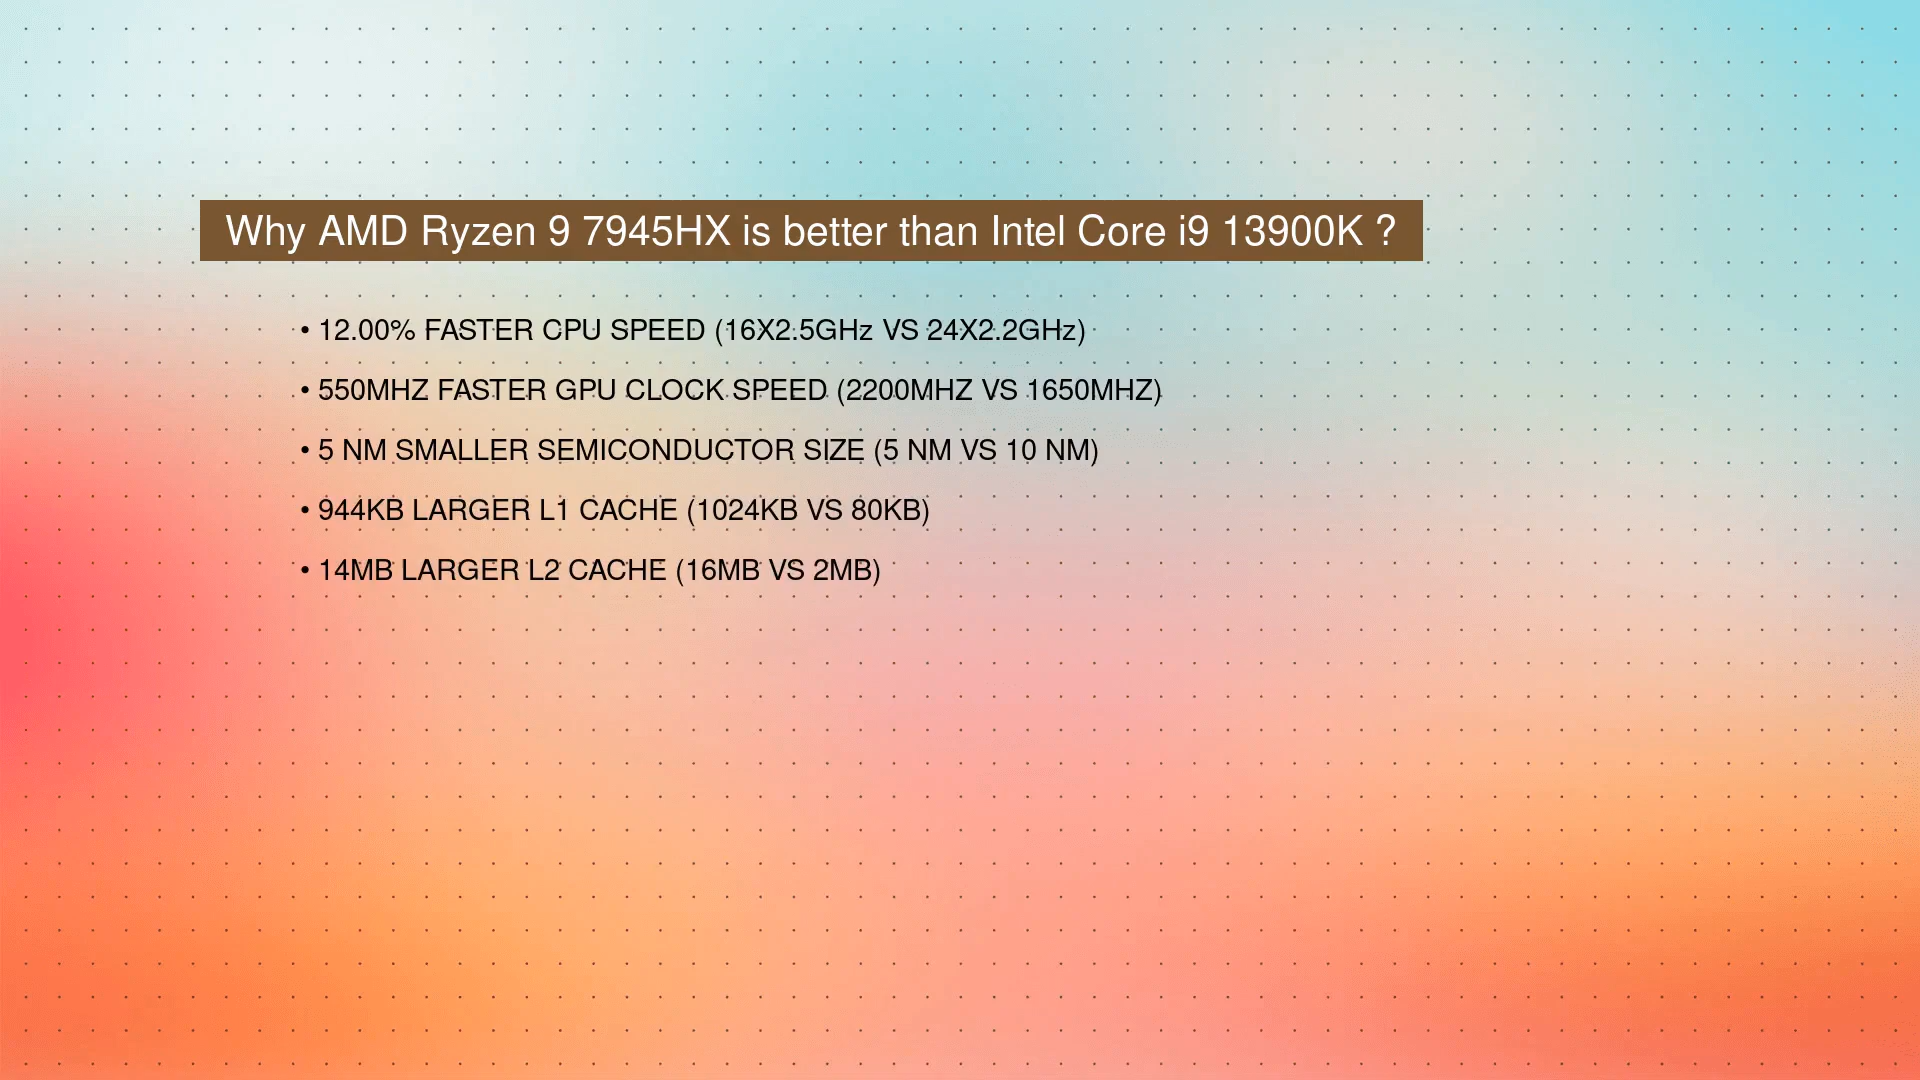 Why AMD Ryzen 9 7945HX is better than Intel Core i9 13900K ?
• 12.00% FASTER CPU SPEED (16X2.5GHz VS 24X2.2GHz)
• 550MHZ FASTER GPU CLOCK SPEED (2200MHZ VS 1650MHZ)
• 5 NM SMALLER SEMICONDUCTOR SIZE (5 NM VS 10 NM)
• 944KB LARGER L1 CACHE (1024KB VS 80KB)
• 14MB LARGER L2 CACHE (16MB VS 2MB)